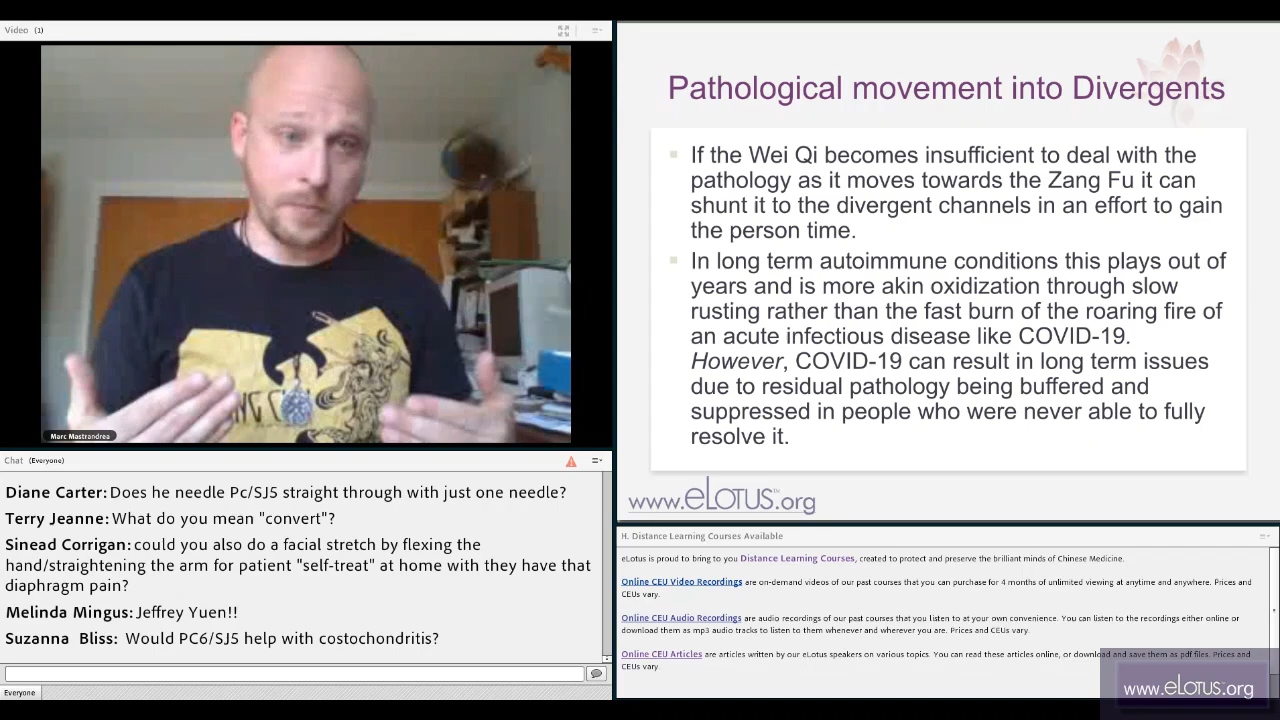 Video (1)
NG C
Marc Mastrandrea
Chat (Everyone)
Diane Carter: Does he needle Pc/SJ5 straight through with just one needle?
Terry Jeanne: What do you mean "convert"?
Sinead Corrigan: could you also do a facial stretch by flexing the
hand/straightening the arm for patient "self-treat" at home with they have that
diaphragm pain?
Melinda Mingus: Jeffrey Yuen!!
Suzanna Bliss: Would PC6/SJ5 help with costochondritis?
Everyone
Pathological movement into Divergents
If the Wei Qi becomes insufficient to deal with the
pathology as it moves towards the Zang Fu it can
shunt it to the divergent channels in an effort to gain
the person time.
In long term autoimmune conditions this plays out of
years and is more akin oxidization through slow
rusting rather than the fast burn of the roaring fire of
an acute infectious disease like COVID-19.
However, COVID-19 can result in long term issues
due to residual pathology being buffered and
suppressed in people who were never able to fully
resolve it.
www.eLotus.org
H. Distance Learning Courses Available
eLotus is proud to bring to you Distance Learning Courses, created to protect and preserve the brilliant minds of Chinese Medicine.
Online CEU Video Recordings are on-demand videos of our past courses that you can purchase for 4 months of unlimited viewing at anytime and anywhere. Prices and
CEUs vary.
Online CEU Audio Recordings are audio recordings of our past courses that you listen to at your own convenience. You can listen to the recordings either online or
download them as mp3 audio tracks to listen to them whenever and wherever you are. Prices and CEUs vary.
Online CEU Articles are articles written by our eLotus speakers on various topics. You can read these articles online, or download and save them as pdf files. Prices and
CEUs vary.
www.eLotus.org